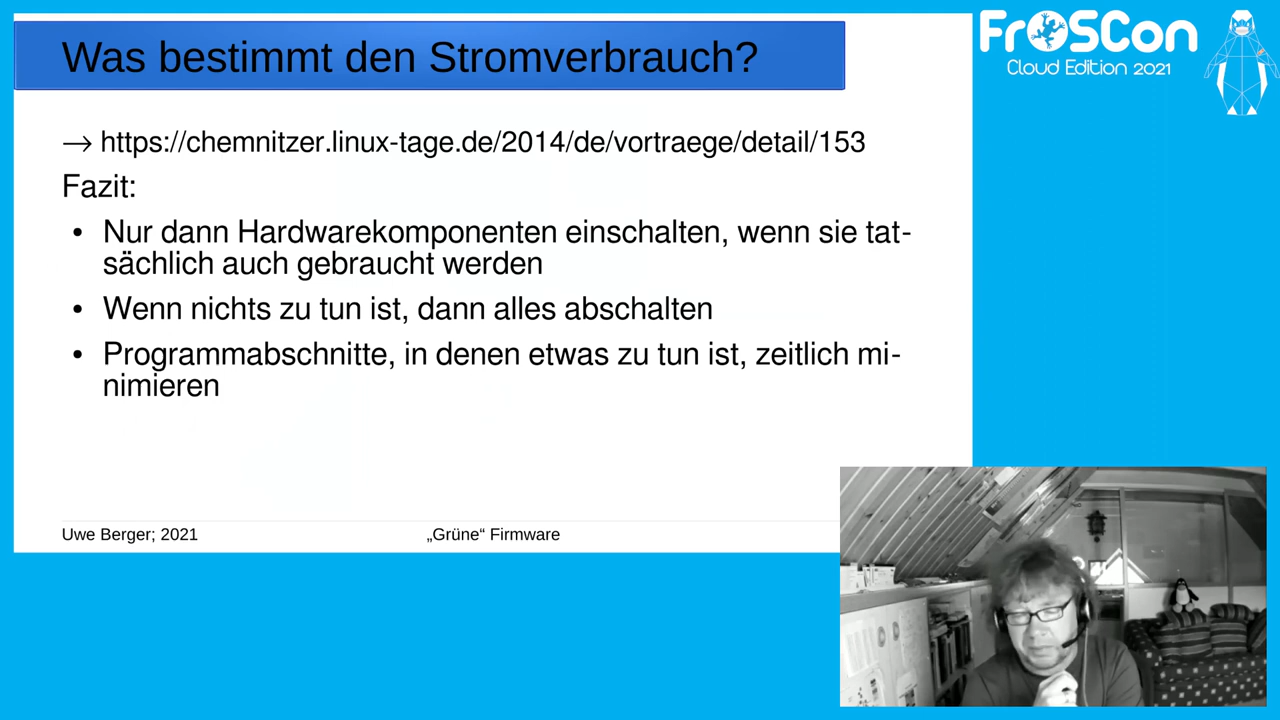 Was bestimmt den Stromverbrauch?
FrOSCon
Cloud Edition 2021
→ https://chemnitzer.linux-tage.de/2014/de/vortraege/detail/153
Fazit:
• Nur dann Hardwarekomponenten einschalten, wenn sie tat-
sächlich auch gebraucht werden
• Wenn nichts zu tun ist, dann alles abschalten
• Programmabschnitte, in denen etwas zu tun ist, zeitlich mi-
nimieren
Uwe Berger; 2021
„Grüne“ Firmware